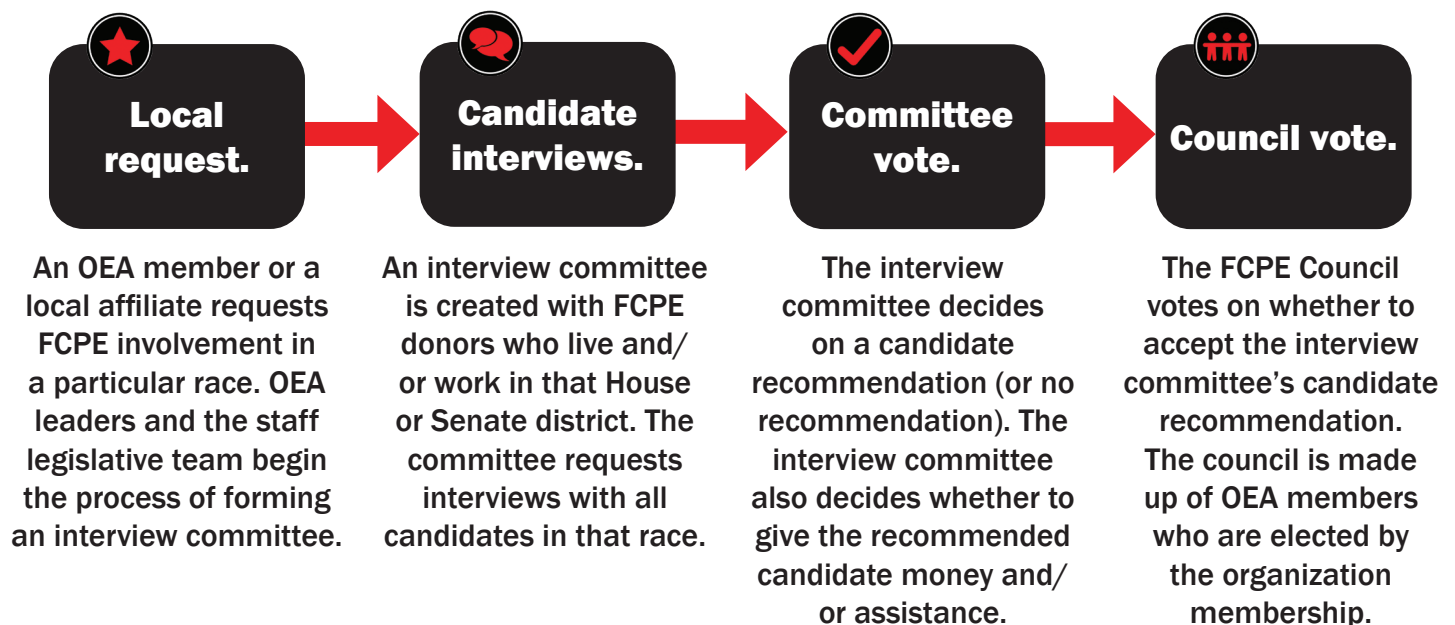 Local
request.
An OEA member or a
local affiliate requests
FCPE involvement in
a particular race. OEA
leaders and the staff
legislative team begin
the process of forming
an interview committee.
Candidate
interviews.
An interview committee
is created with FCPE
donors who live and/
or work in that House
or Senate district. The
committee requests
interviews with all
candidates in that race.
Committee
vote.
The interview
committee decides
on a candidate
recommendation (or no
recommendation). The
interview committee
also decides whether to
give the recommended
candidate money and/
or assistance.
Council vote.
The FCPE Council
votes on whether to
accept the interview
committee’s candidate
recommendation.
The council is made
up of OEA members
who are elected by
the organization
membership.